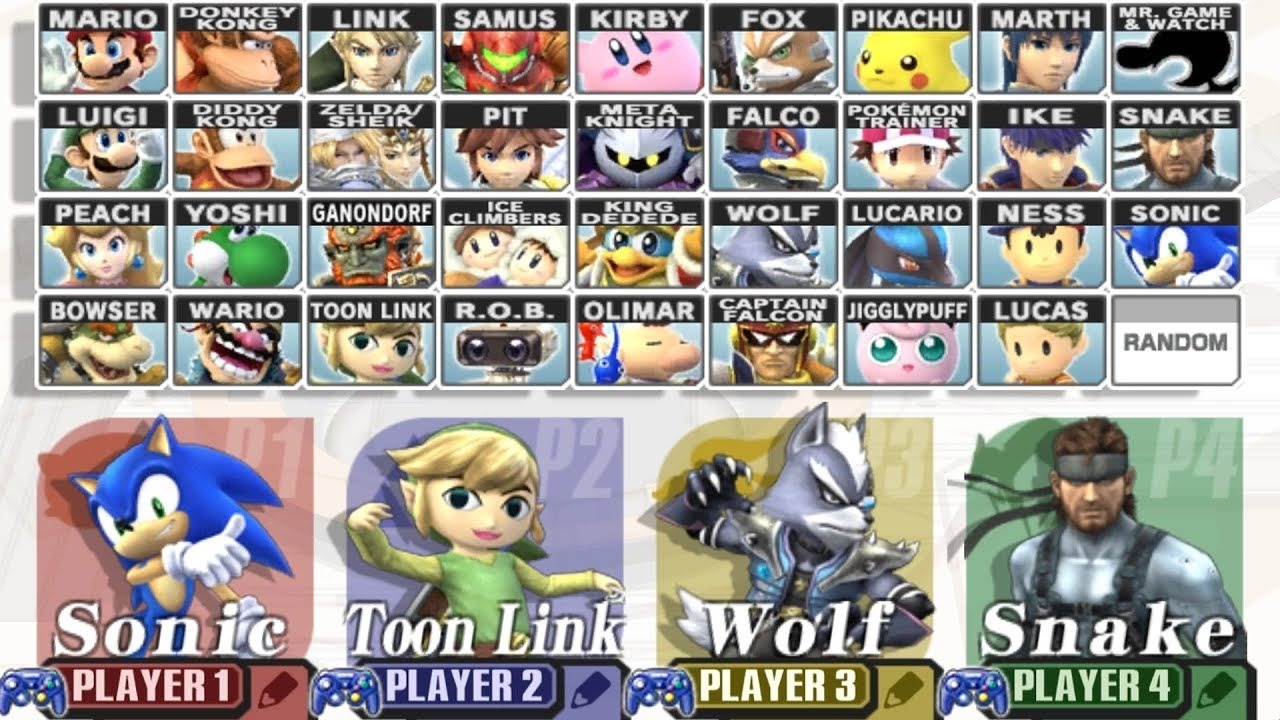 MARIO
DONKEY
KONG
LINK
SAMUS
KIRBY
FOX
PIKACHU
MARTH
MR. GAME
& WATCH
LUIGI
DIDDY
KONG
ZELDA/
SHEIK
PIT
META
KNIGHT
FALCO
POKÉMON
TRAINER
IKE
SNAKE
PEACH
YOSHI
GANONDORF
ICE
CLIMBERS
KING
DEDEDE
WOLF
LUCARIO
NESS
SONIC
BOWSER
WARIO
TOON LINK
R.O.B.
OLIMAR
CAPTAIN
FALCON
JIGGLYPUFF
LUCAS
RANDOM
P1
P2
P3
P4
Sonic
Toon Link
Wolf
Snake
PLAYER 1
PLAYER 2
PLAYER 3
PLAYER 4